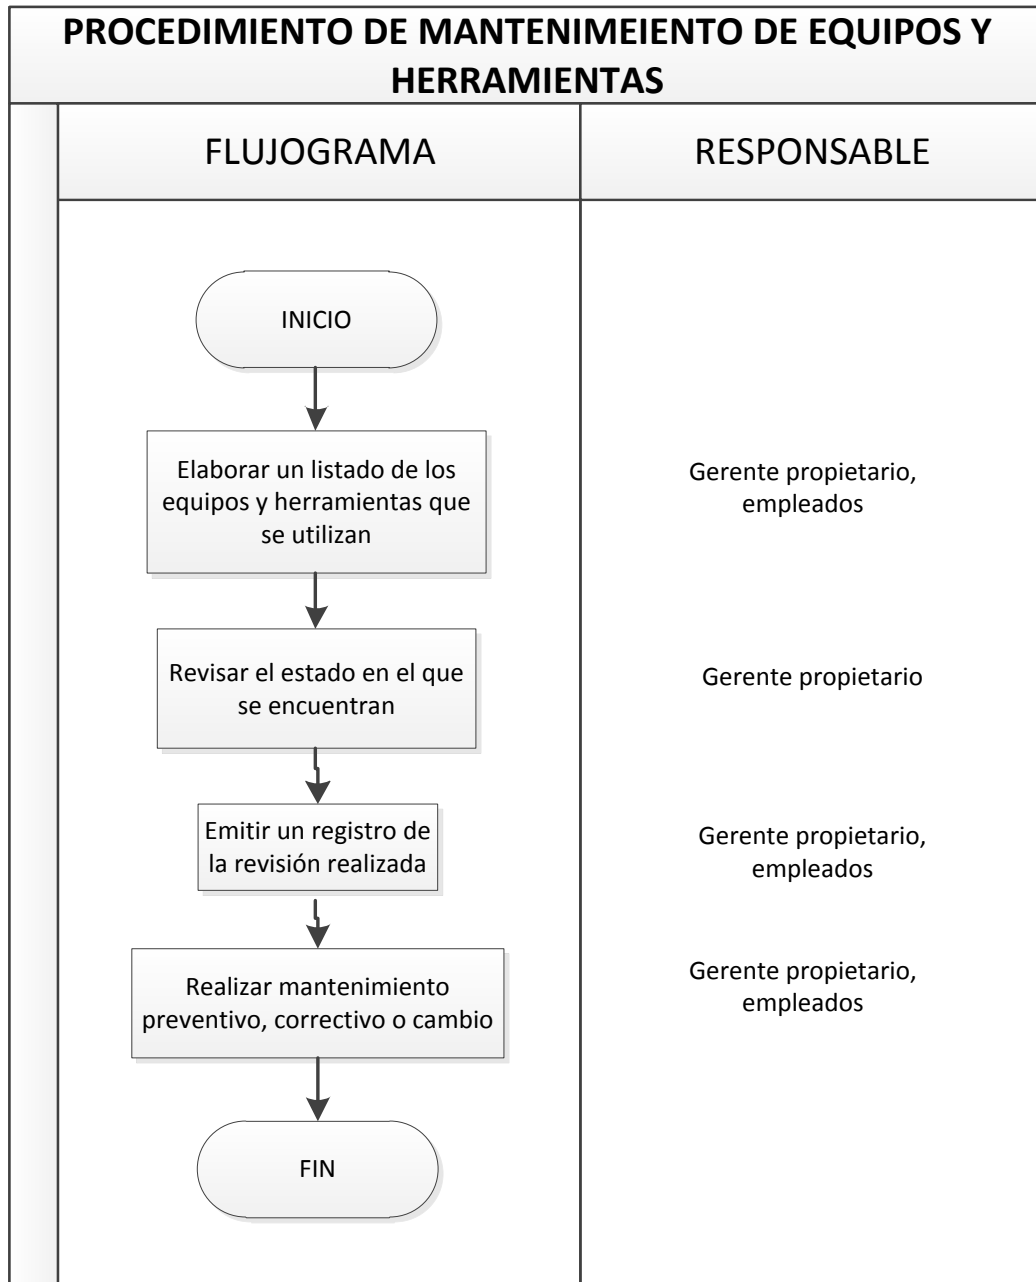 PROCEDIMIENTO DE MANTENIMEIENTO DE EQUIPOS Y
HERRAMIENTAS
FLUJOGRAMA
RESPONSABLE
INICIO
Elaborar un listado de los
equipos y herramientas que
se utilizan
Gerente propietario,
empleados
Revisar el estado en el que
se encuentran
Gerente propietario
Emitir un registro de
la revisión realizada
Gerente propietario,
empleados
Realizar mantenimiento
preventivo, correctivo o cambio
Gerente propietario,
empleados
FIN